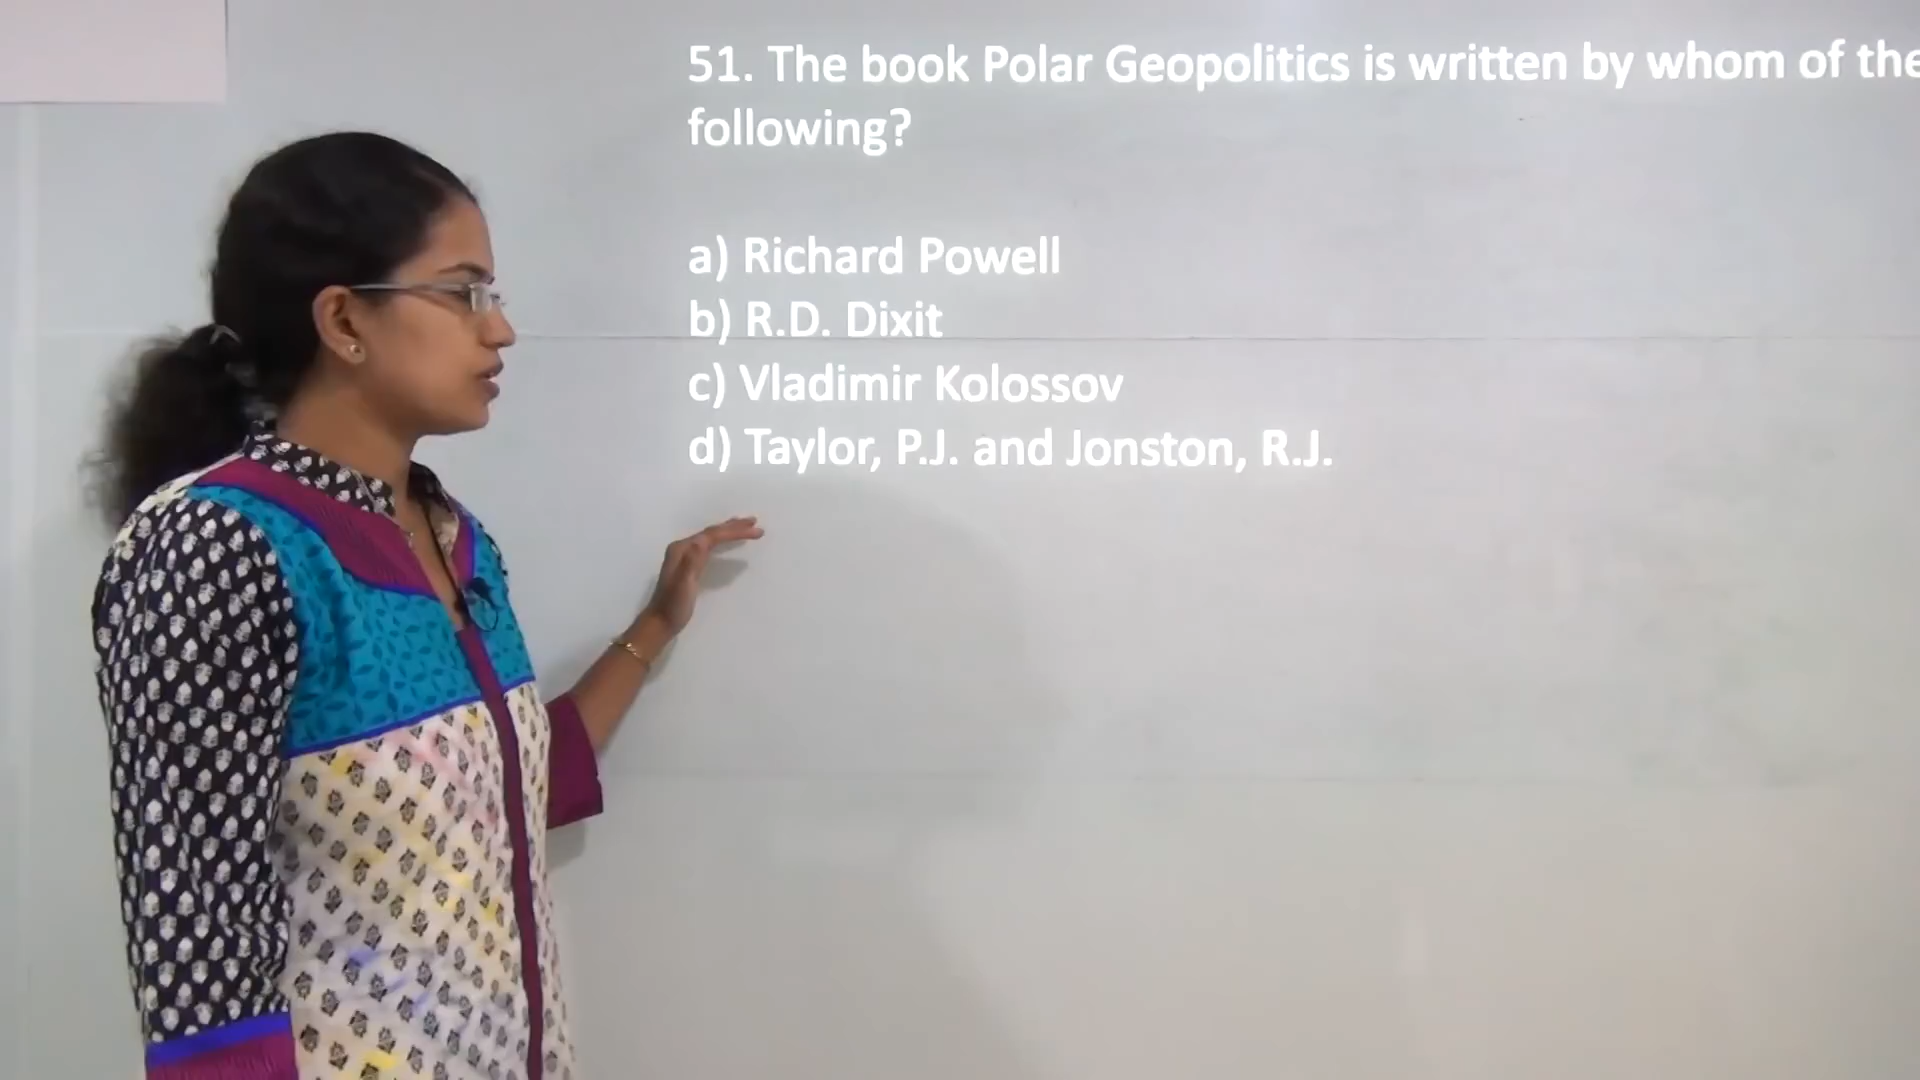 51. The book Polar Geopolitics is written by whom of the
following?
a) Richard Powell
b) R.D. Dixit
c) Vladimir Kolossov
d) Taylor, P.J. and Jonston, R.J.